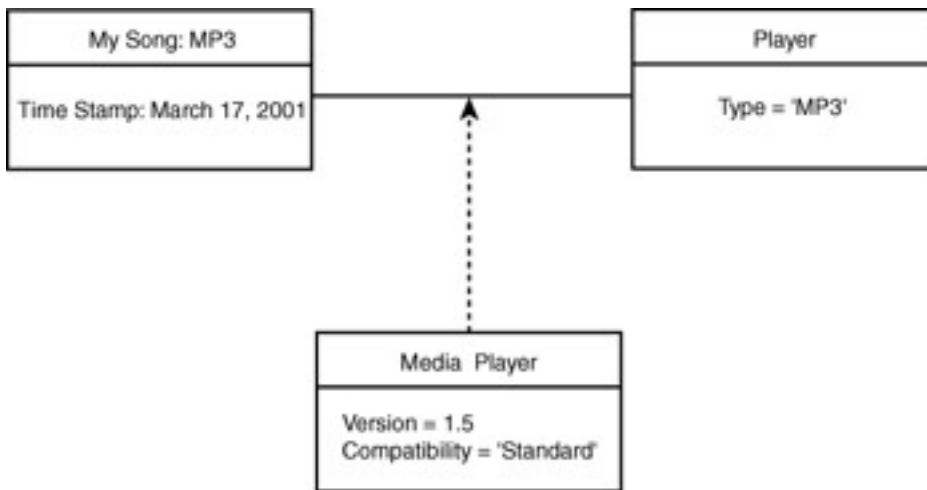 My Song: MP3
Time Stamp: March 17, 2001
Player
Type = 'MP3'
Media Player
Version = 1.5
Compatibility = 'Standard'